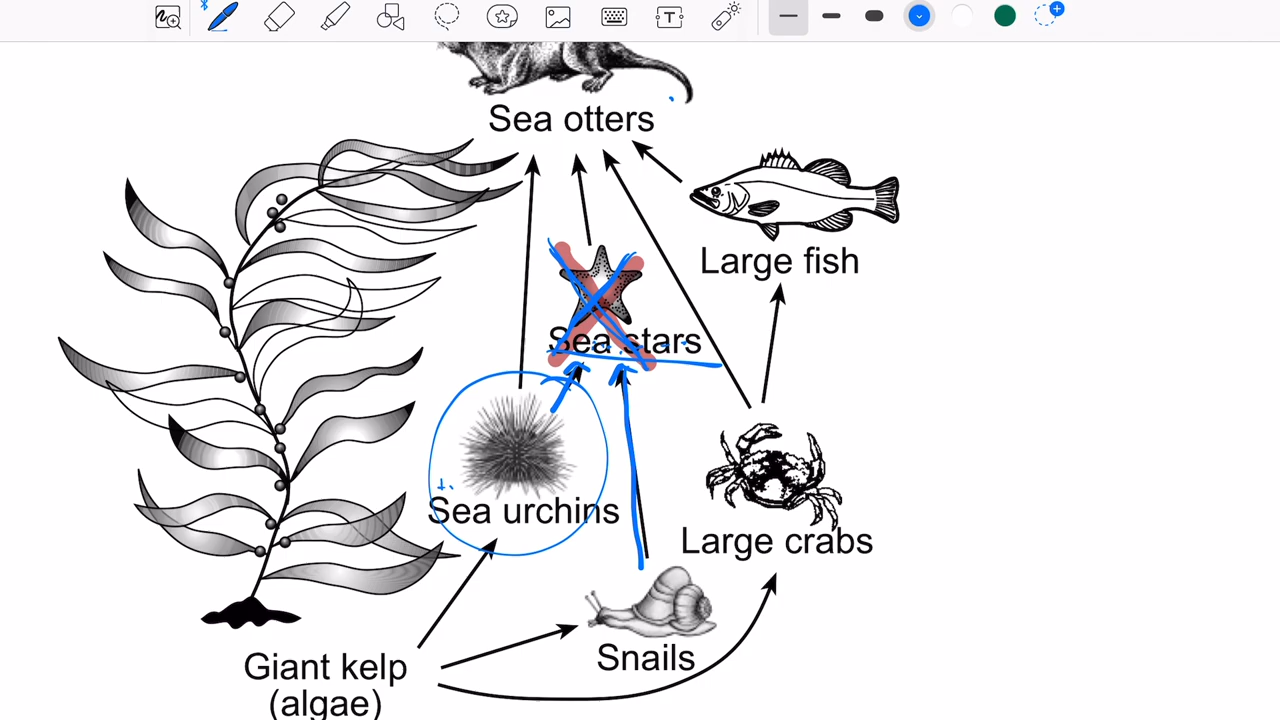 Sea otters
Large fish
Sea stars
Sea urchins
Large crabs
Snails
Giant kelp
(algae)